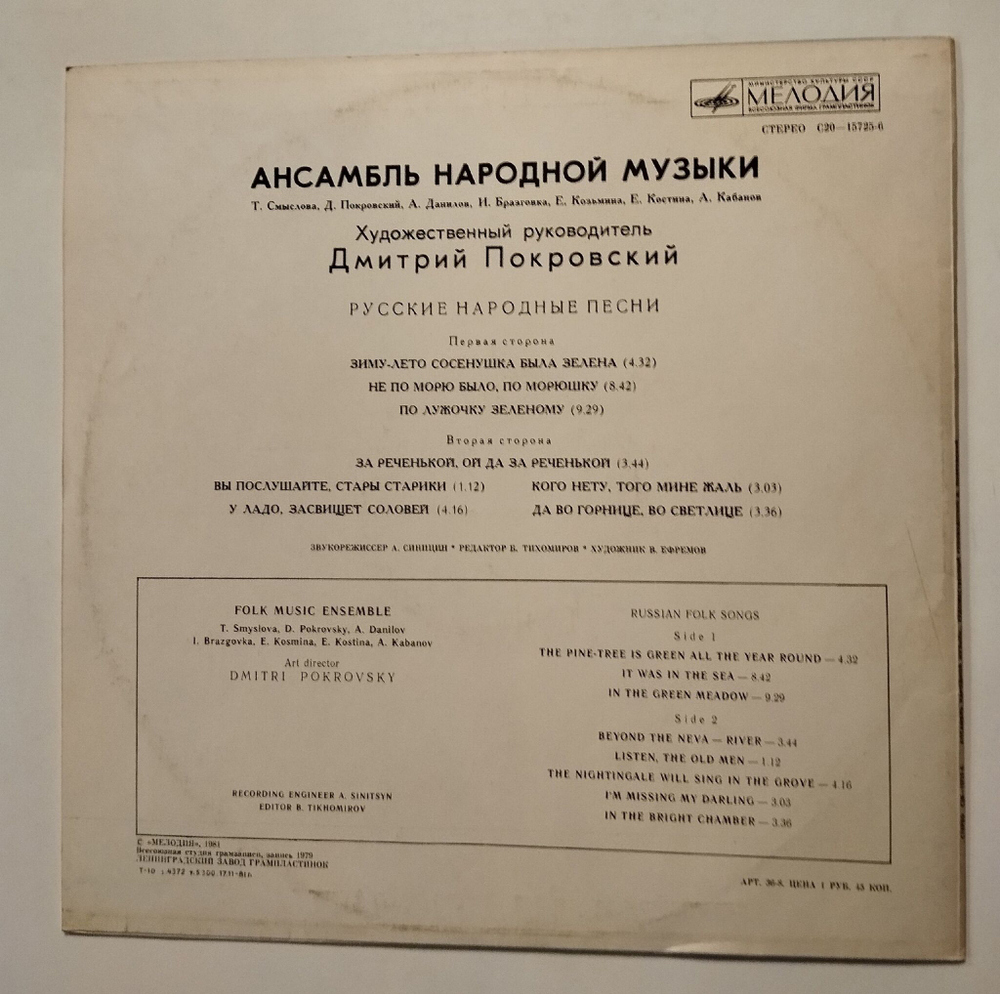 МИНИСТЕРСТВО КУЛЬТУРЫ СССР
МЕЛОДИЯ
ВСЕСОЮЗНАЯ ФИРМА ГРАМПЛАСТИНОК
СТЕРЕО С20—15725-6
АНСАМБЛЬ НАРОДНОЙ МУЗЫКИ
Т. Смыслова, Д. Покровский, А. Данилов, И. Бразговка, Е. Козьмина, Е. Костина, А. Кабанов
Художественный руководитель
Дмитрий Покровский
РУССКИЕ НАРОДНЫЕ ПЕСНИ
Первая сторона
ЗИМУ-ЛЕТО СОСЕНУШКА БЫЛА ЗЕЛЕНА (4.32)
НЕ ПО МОРЮ БЫЛО, ПО МОРЮШКУ (8.42)
ПО ЛУЖОЧКУ ЗЕЛЕНОМУ (9.29)
Вторая сторона
ЗА РЕЧЕНЬКОЙ, ОЙ ДА ЗА РЕЧЕНЬКОЙ (3.44)
ВЫ ПОСЛУШАЙТЕ, СТАРЫ СТАРИКИ (1.12)
КОГО НЕТУ, ТОГО МИНЕ ЖАЛЬ (3.03)
У ЛАДО, ЗАСВИЩЕТ СОЛОВЕЙ (4.16)
ДА ВО ГОРНИЦЕ, ВО СВЕТЛИЦЕ (3.36)
ЗВУКОРЕЖИССЕР А. СИНИЦИН * РЕДАКТОР Б. ТИХОМИРОВ * ХУДОЖНИК В. ЕФРЕМОВ
FOLK MUSIC ENSEMBLE
T. Smyslova, D. Pokrovsky, A. Danilov
I. Brazgovka, E. Kosmina, E. Kostina, A. Kabanov
Art director
DMITRI POKROVSKY
RECORDING ENGINEER A. SINITSYN
EDITOR B. TIKHOMIROV
RUSSIAN FOLK SONGS
Side 1
THE PINE-TREE IS GREEN ALL THE YEAR ROUND — 4.32
IT WAS IN THE SEA — 8.42
IN THE GREEN MEADOW — 9.29
Side 2
BEYOND THE NEVA — RIVER — 3.44
LISTEN, THE OLD MEN — 1.12
THE NIGHTINGALE WILL SING IN THE GROVE — 4.16
I'M MISSING MY DARLING — 3.03
IN THE BRIGHT CHAMBER — 3.36
© «МЕЛОДИЯ», 1981
Всесоюзная студия грамзаписи, запись 1979
ЛЕНИНГРАДСКИЙ ЗАВОД ГРАМПЛАСТИНОК
АРТ. 36-8. ЦЕНА 1 РУБ. 45 КОП.